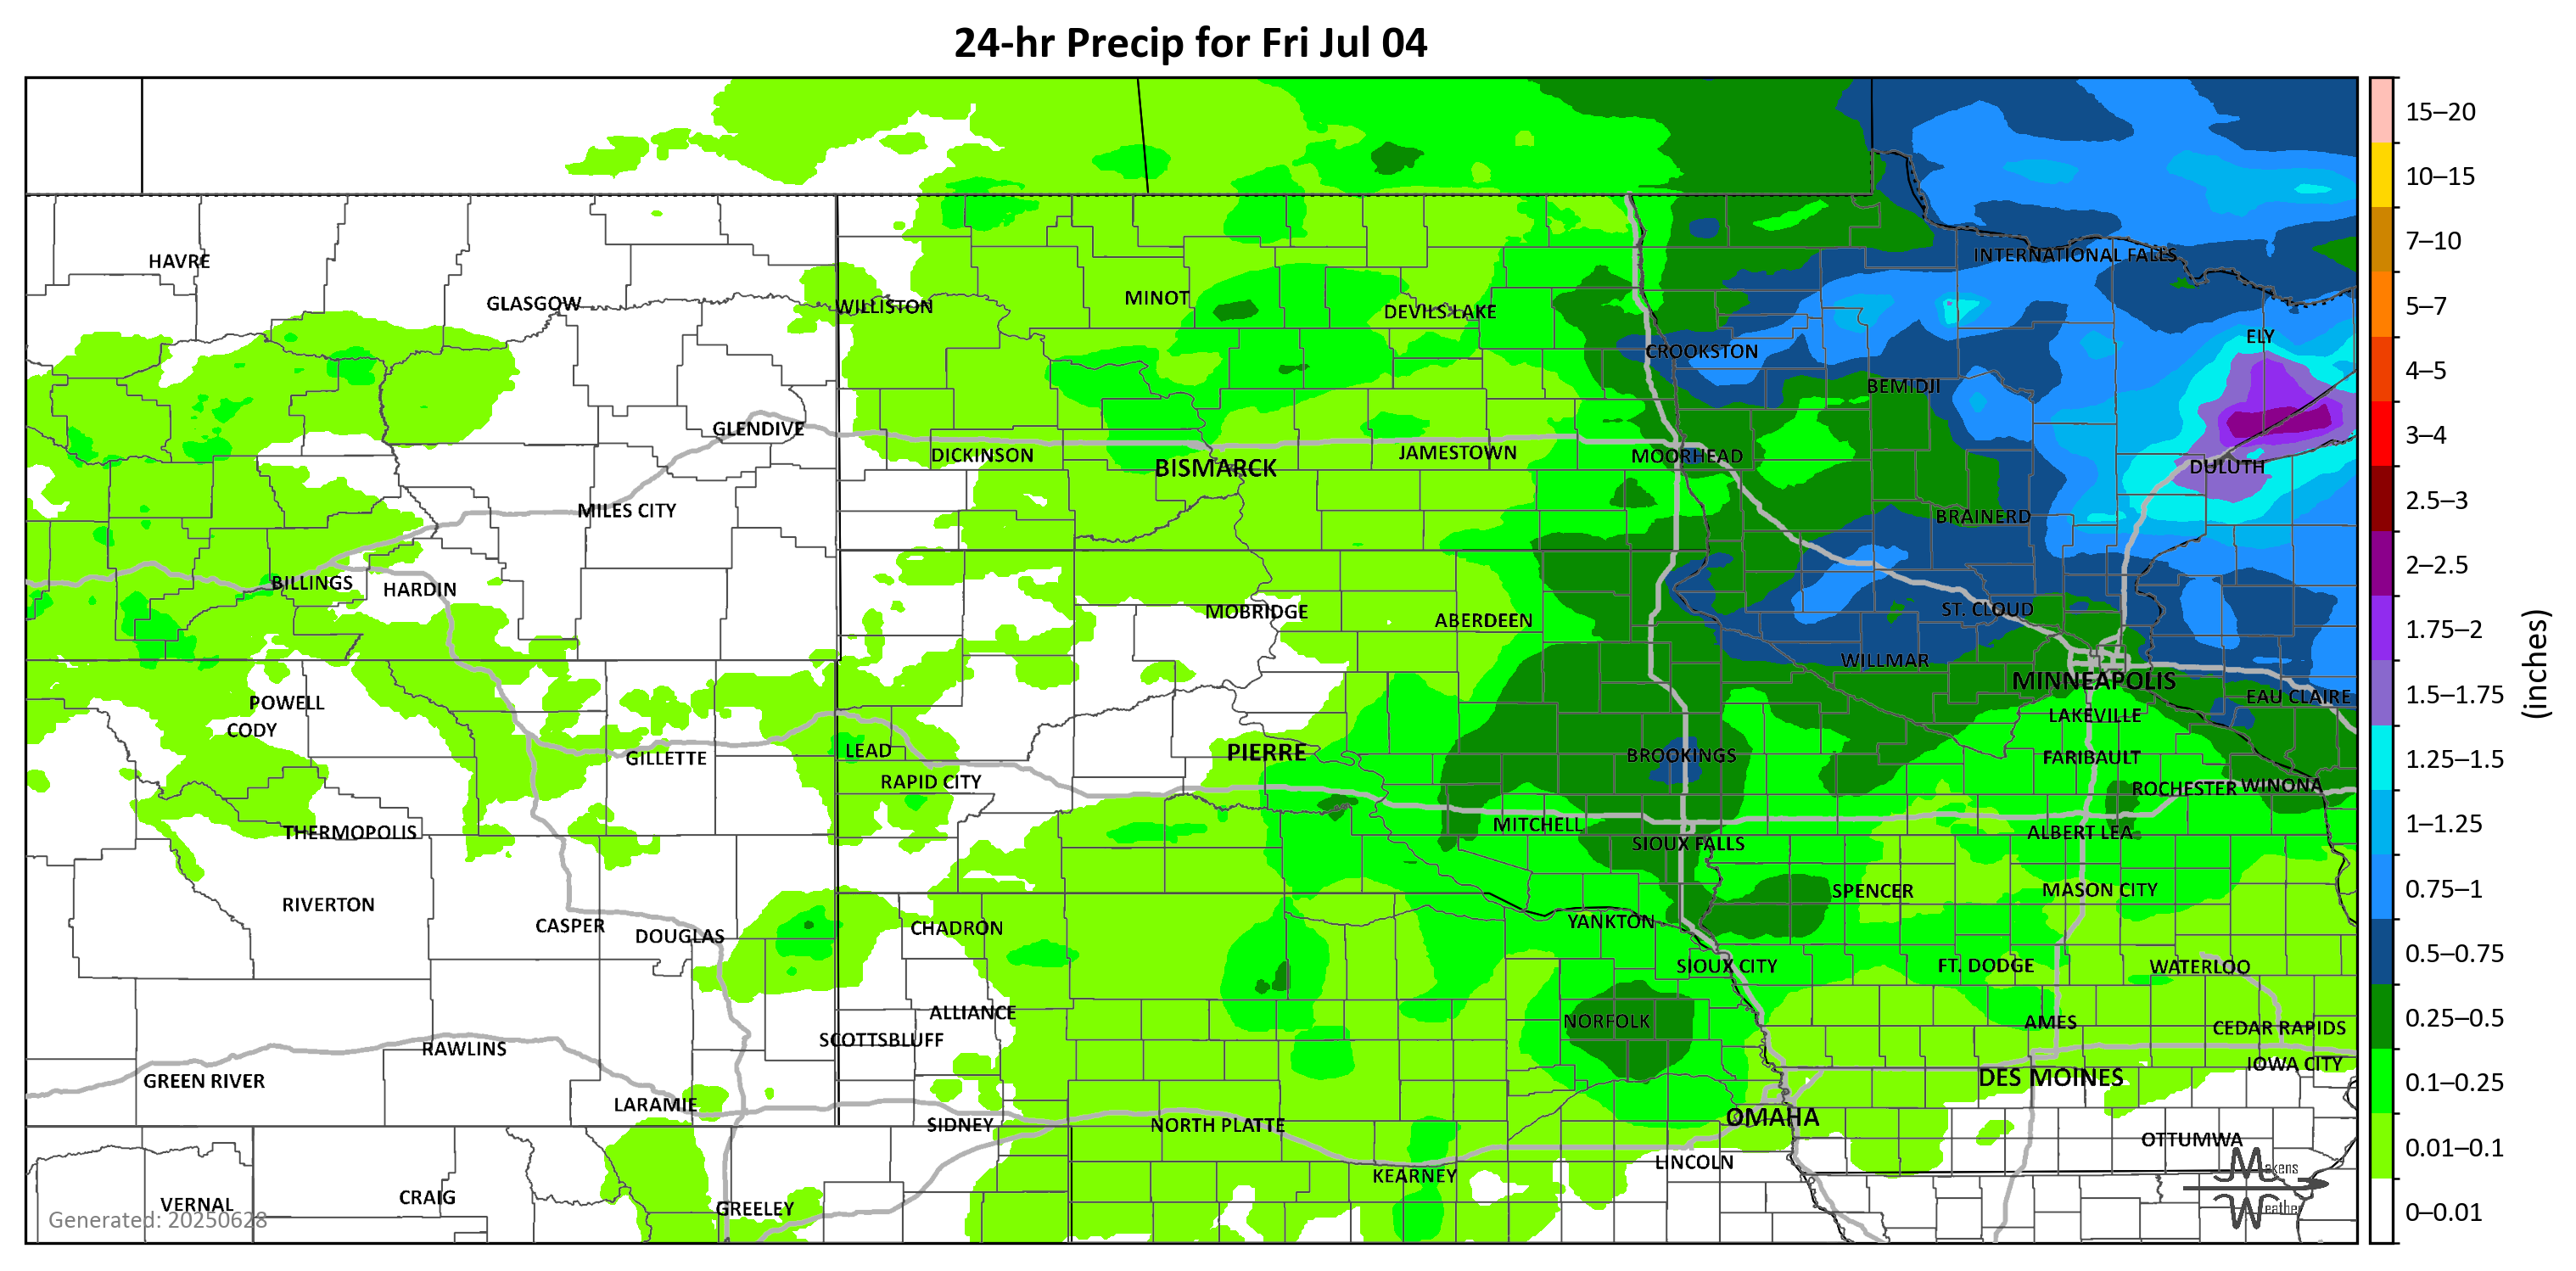 24-hr Precip for Fri Jul 04
15–20
10–15
7–10
5–7
4–5
3–4
2.5–3
2–2.5
1.75–2
1.5–1.75
1.25–1.5
1–1.25
0.75–1
0.5–0.75
0.25–0.5
0.1–0.25
0.01–0.1
0–0.01
(inches)
HAVRE
INTERNATIONAL FALLS
GLASGOW
WILLISTON
MINOT
DEVILS LAKE
ELY
CROOKSTON
BEMIDJI
GLENDIVE
DICKINSON
BISMARCK
JAMESTOWN
MOORHEAD
DULUTH
MILES CITY
BRAINERD
BILLINGS
HARDIN
MOBRIDGE
ABERDEEN
ST. CLOUD
WILLMAR
MINNEAPOLIS
POWELL
EAU CLAIRE
CODY
LAKEVILLE
GILLETTE
LEAD
PIERRE
BROOKINGS
FARIBAULT
RAPID CITY
ROCHESTER
WINONA
THERMOPOLIS
MITCHELL
ALBERT LEA
SIOUX FALLS
RIVERTON
SPENCER
MASON CITY
CASPER
DOUGLAS
CHADRON
YANKTON
SIOUX CITY
FT. DODGE
WATERLOO
ALLIANCE
NORFOLK
AMES
CEDAR RAPIDS
SCOTTSBLUFF
RAWLINS
IOWA CITY
GREEN RIVER
DES MOINES
LARAMIE
SIDNEY
NORTH PLATTE
OMAHA
OTTUMWA
LINCOLN
KEARNEY
VERNAL
CRAIG
GREELEY
Generated: 20250628
Makens
Weather